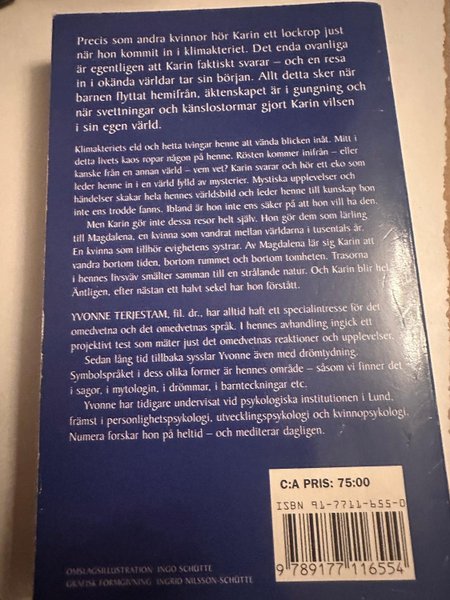 Precis som andra kvinnor hör Karin ett lockrop just
när hon kommit in i klimakteriet. Det enda ovanliga
är egentligen att Karin faktiskt svarar – och en resa
in i okända världar tar sin början. Allt detta sker när
barnen flyttat hemifrån, äktenskapet är i gungning och
när svettningar och känslostormar gjort Karin vilsen
i sin egen värld.
Klimakteriets eld och hetta tvingar henne att vända blicken inåt. Mitt i
detta livets kaos ropar någon på henne. Rösten kommer inifrån – eller
kanske från en annan värld – vem vet? Karin svarar och hör ett eko som
leder henne in i en värld fylld av mysterier. Mystiska upplevelser och
händelser skakar hela hennes världsbild och leder henne till kunskap hon
inte ens trodde fanns. Ibland är hon inte ens säker på att hon vill ha den.
Men Karin gör inte dessa resor helt själv. Hon gör dem som lärling
till Magdalena, en kvinna som vandrat mellan världarna i tusentals år.
En kvinna som tillhör evighetens systrar. Av Magdalena lär sig Karin att
vandra bortom tiden, bortom rummet och bortom tomheten. Trasorna
i hennes livsväv smälter samman till en strålande natur. Och Karin blir hel.
Äntligen, efter nästan ett halvt sekel har hon förstått.
YVONNE TERJESTAM, fil. dr., har alltid haft ett specialintresse för det
omedvetna och det omedvetnas språk. I hennes avhandling ingick ett
projektivt test som mäter just det omedvetnas reaktioner och upplevelser.
Sedan lång tid tillbaka sysslar Yvonne även med drömtydning.
Symbolspråket i dess olika former är hennes område – såsom vi finner det
i sagor, i mytologin, i drömmar, i barnteckningar etc.
Yvonne har tidigare undervisat vid psykologiska institutionen i Lund,
främst i personlighetspsykologi, utvecklingspsykologi och kvinnopsykologi.
Numera forskar hon på heltid – och mediterar dagligen.
C:A PRIS: 75:00
ISBN 91-7711-655-0
9 789177 116554
OMSLAGSILLUSTRATION INGO SCHÜTTE
GRAFISK FORMGIVNING INGRID NILSSON-SCHÜTTE